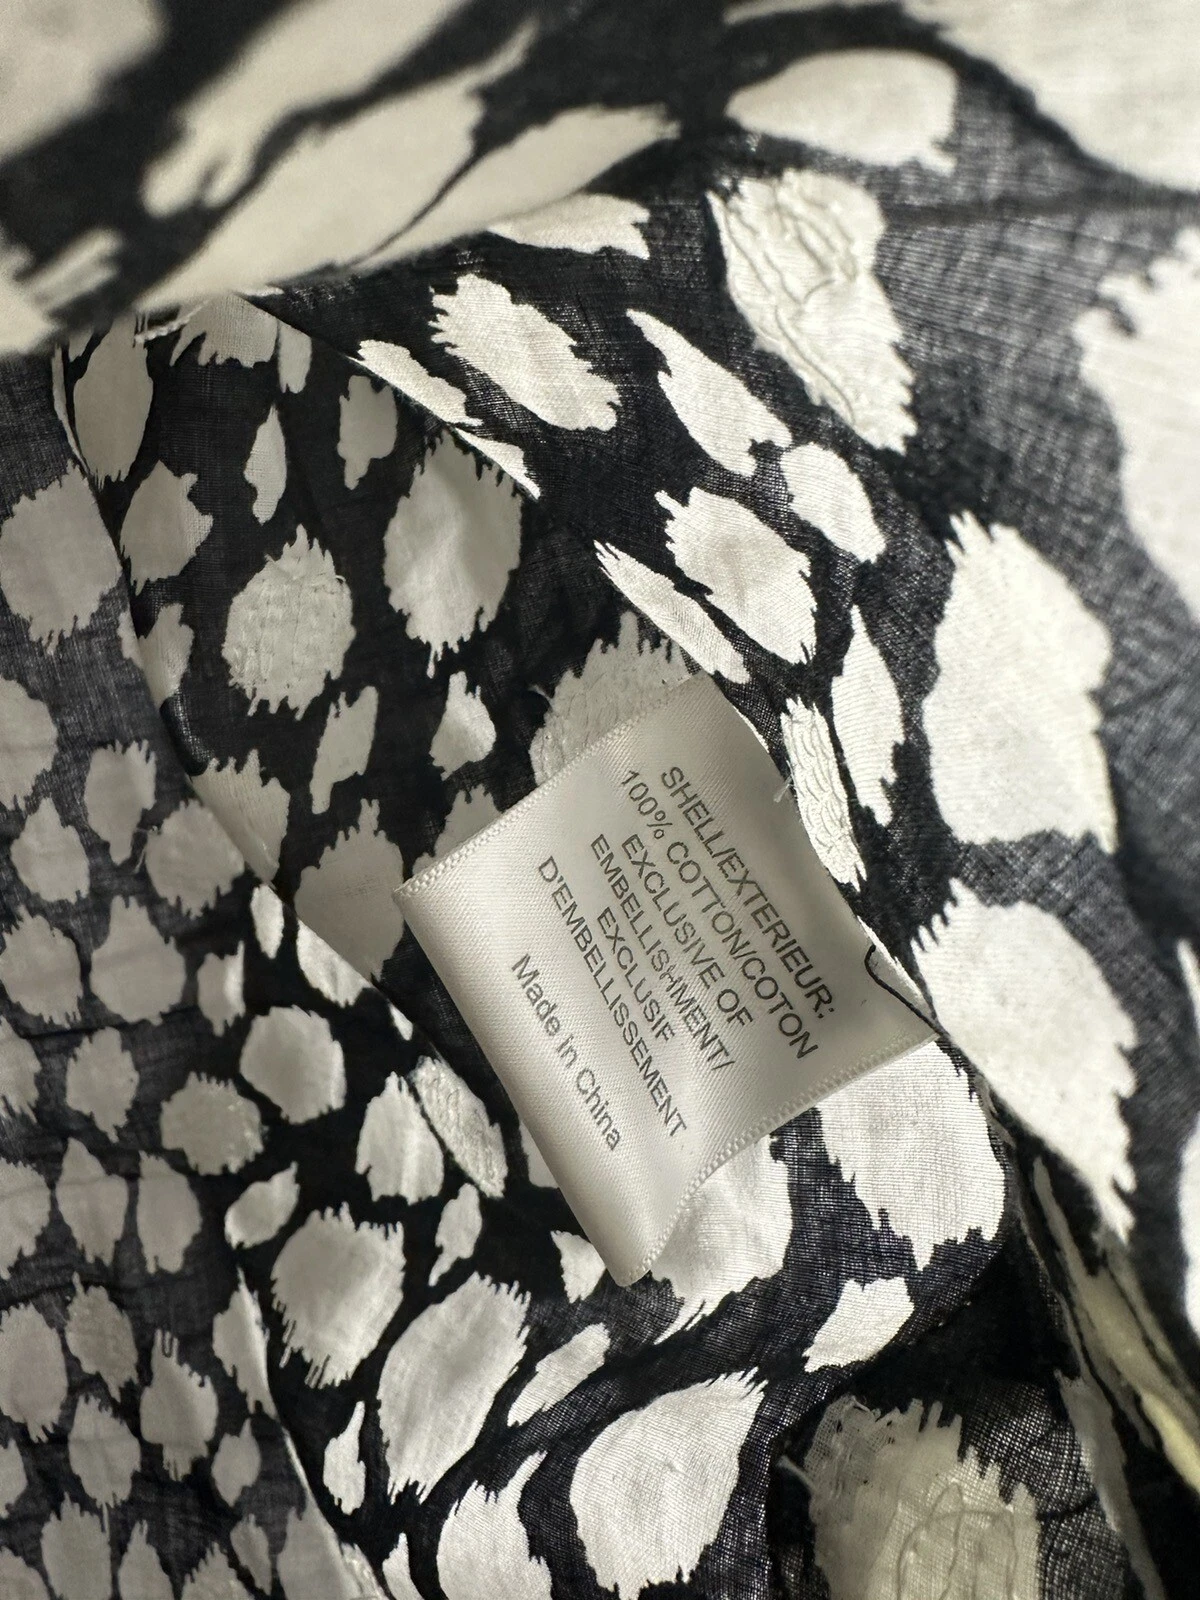 SHELL/EXTERIEUR:
100% COTTON/COTON
EXCLUSIVE OF
EMBELLISHMENT/
EXCLUSIF
D'EMBELLISSEMENT
Made In China